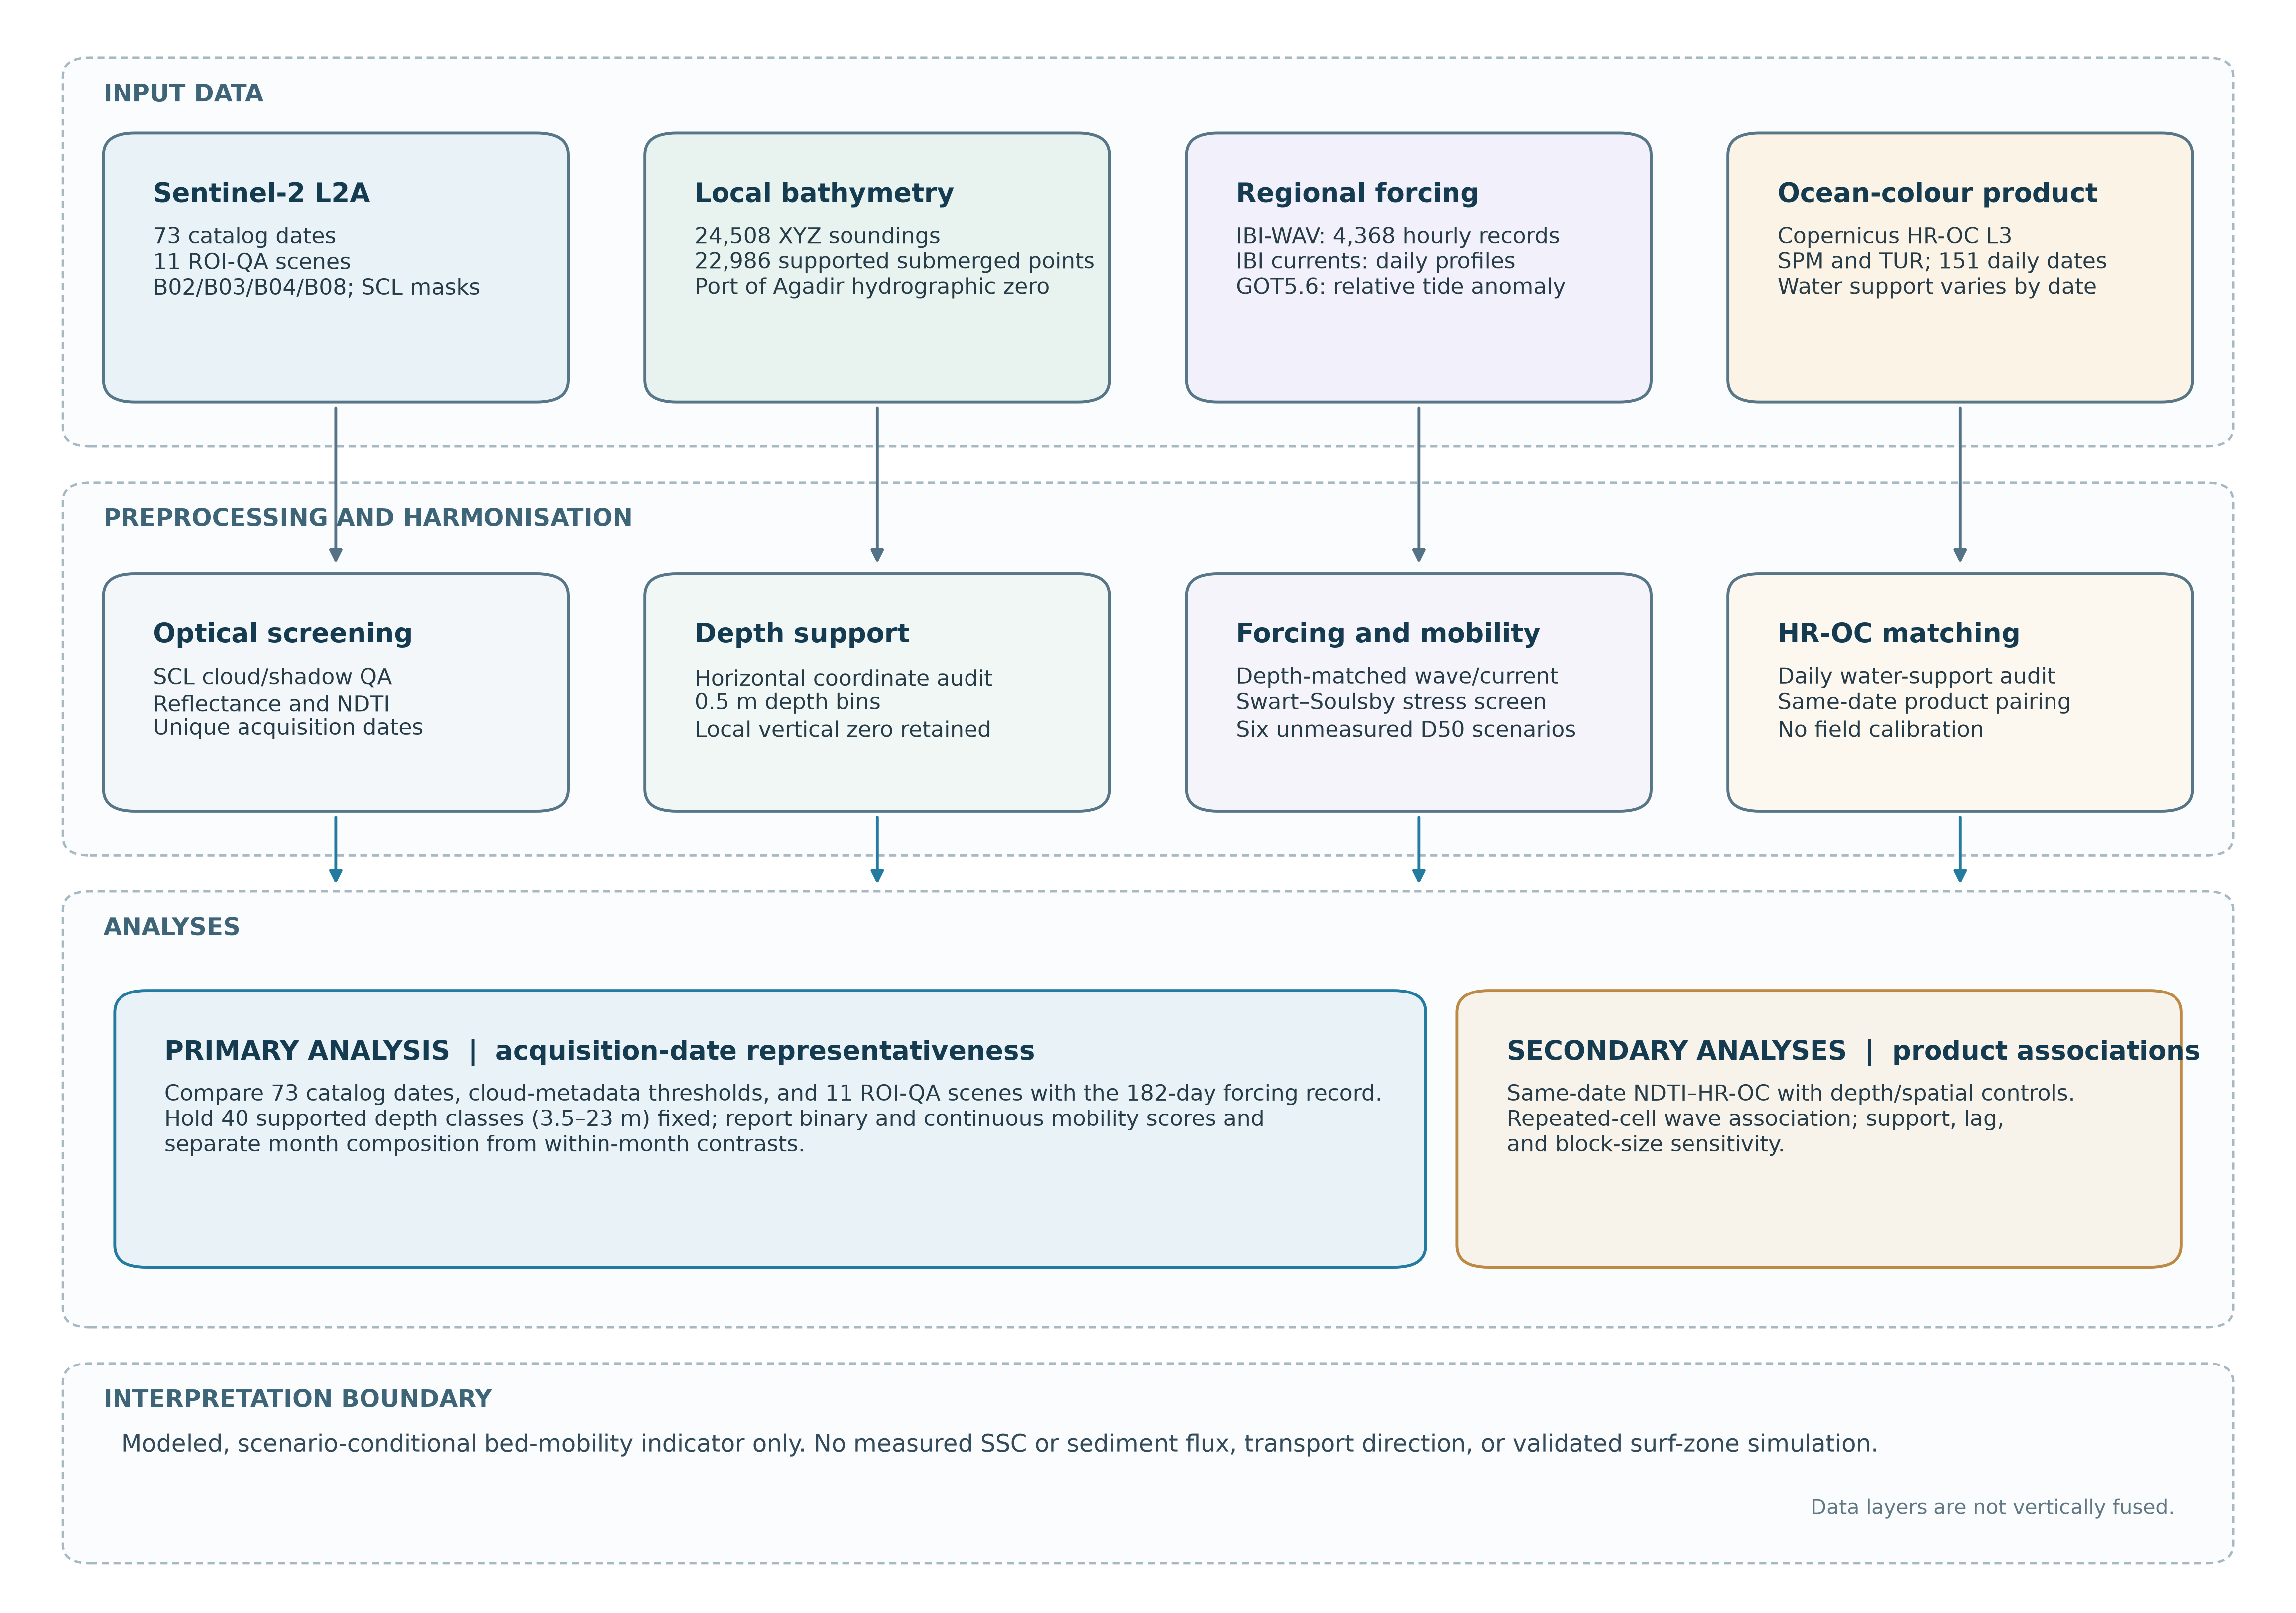 INPUT DATA
Sentinel-2 L2A
73 catalog dates
11 ROI-QA scenes
B02/B03/B04/B08; SCL masks
Local bathymetry
24,508 XYZ soundings
22,986 supported submerged points
Port of Agadir hydrographic zero
Regional forcing
IBI-WAV: 4,368 hourly records
IBI currents: daily profiles
GOT5.6: relative tide anomaly
Ocean-colour product
Copernicus HR-OC L3
SPM and TUR; 151 daily dates
Water support varies by date
PREPROCESSING AND HARMONISATION
Optical screening
SCL cloud/shadow QA
Reflectance and NDTI
Unique acquisition dates
Depth support
Horizontal coordinate audit
0.5 m depth bins
Local vertical zero retained
Forcing and mobility
Depth-matched wave/current
Swart–Soulsby stress screen
Six unmeasured D50 scenarios
HR-OC matching
Daily water-support audit
Same-date product pairing
No field calibration
ANALYSES
PRIMARY ANALYSIS | acquisition-date representativeness
Compare 73 catalog dates, cloud-metadata thresholds, and 11 ROI-QA scenes with the 182-day forcing record.
Hold 40 supported depth classes (3.5–23 m) fixed; report binary and continuous mobility scores and
separate month composition from within-month contrasts.
SECONDARY ANALYSES | product associations
Same-date NDTI–HR-OC with depth/spatial controls.
Repeated-cell wave association; support, lag,
and block-size sensitivity.
INTERPRETATION BOUNDARY
Modeled, scenario-conditional bed-mobility indicator only. No measured SSC or sediment flux, transport direction, or validated surf-zone simulation.
Data layers are not vertically fused.